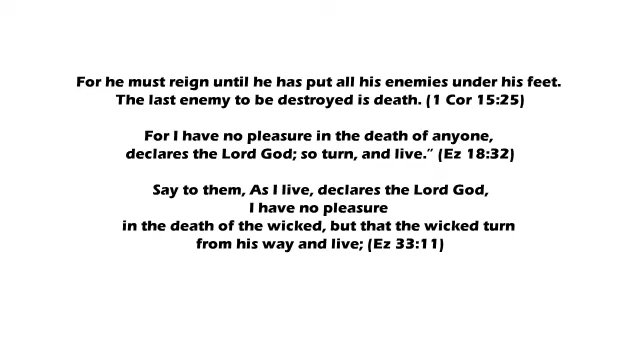 For he must reign until he has put all his enemies under his feet.
The last enemy to be destroyed is death. (1 Cor 15:25)
For I have no pleasure in the death of anyone,
declares the Lord God; so turn, and live.” (Ez 18:32)
Say to them, As I live, declares the Lord God,
I have no pleasure
in the death of the wicked, but that the wicked turn
from his way and live; (Ez 33:11)